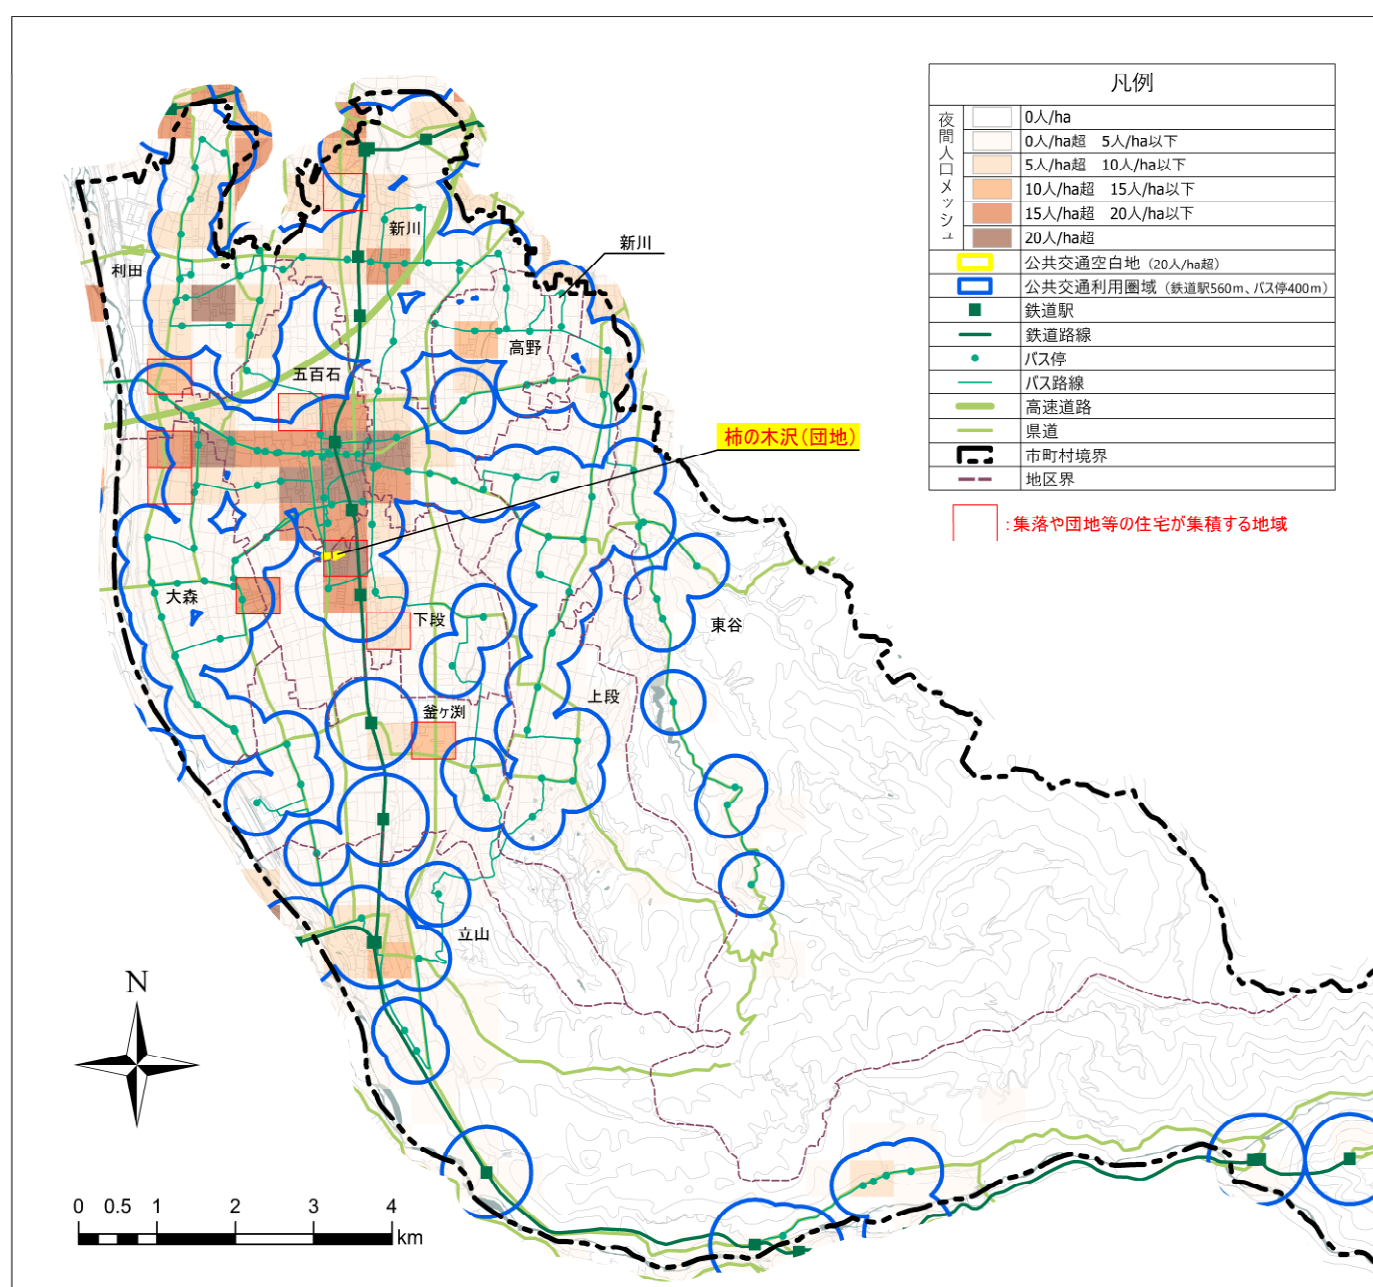 凡例
夜間人口メッシュ
0人/ha
0人/ha超 5人/ha以下
5人/ha超 10人/ha以下
10人/ha超 15人/ha以下
15人/ha超 20人/ha以下
20人/ha超
公共交通空白地（20人/ha超）
公共交通利用圏域（鉄道駅560m、バス停400m）
鉄道駅
鉄道路線
バス停
バス路線
高速道路
県道
市町村境界
地区界
：集落や団地等の住宅が集積する地域
新川
新川
利田
高野
五百石
柿の木沢（団地）
大森
下段
東谷
上段
釜ヶ渕
立山
N
0 0.5 1 2 3 4
km